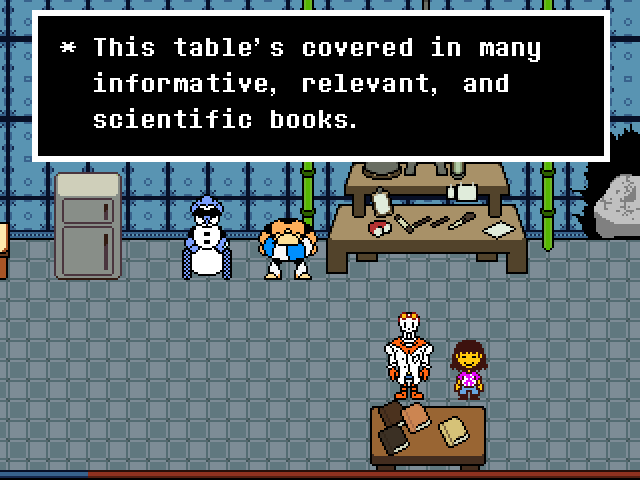 * This table's covered in many
informative, relevant, and
scientific books.